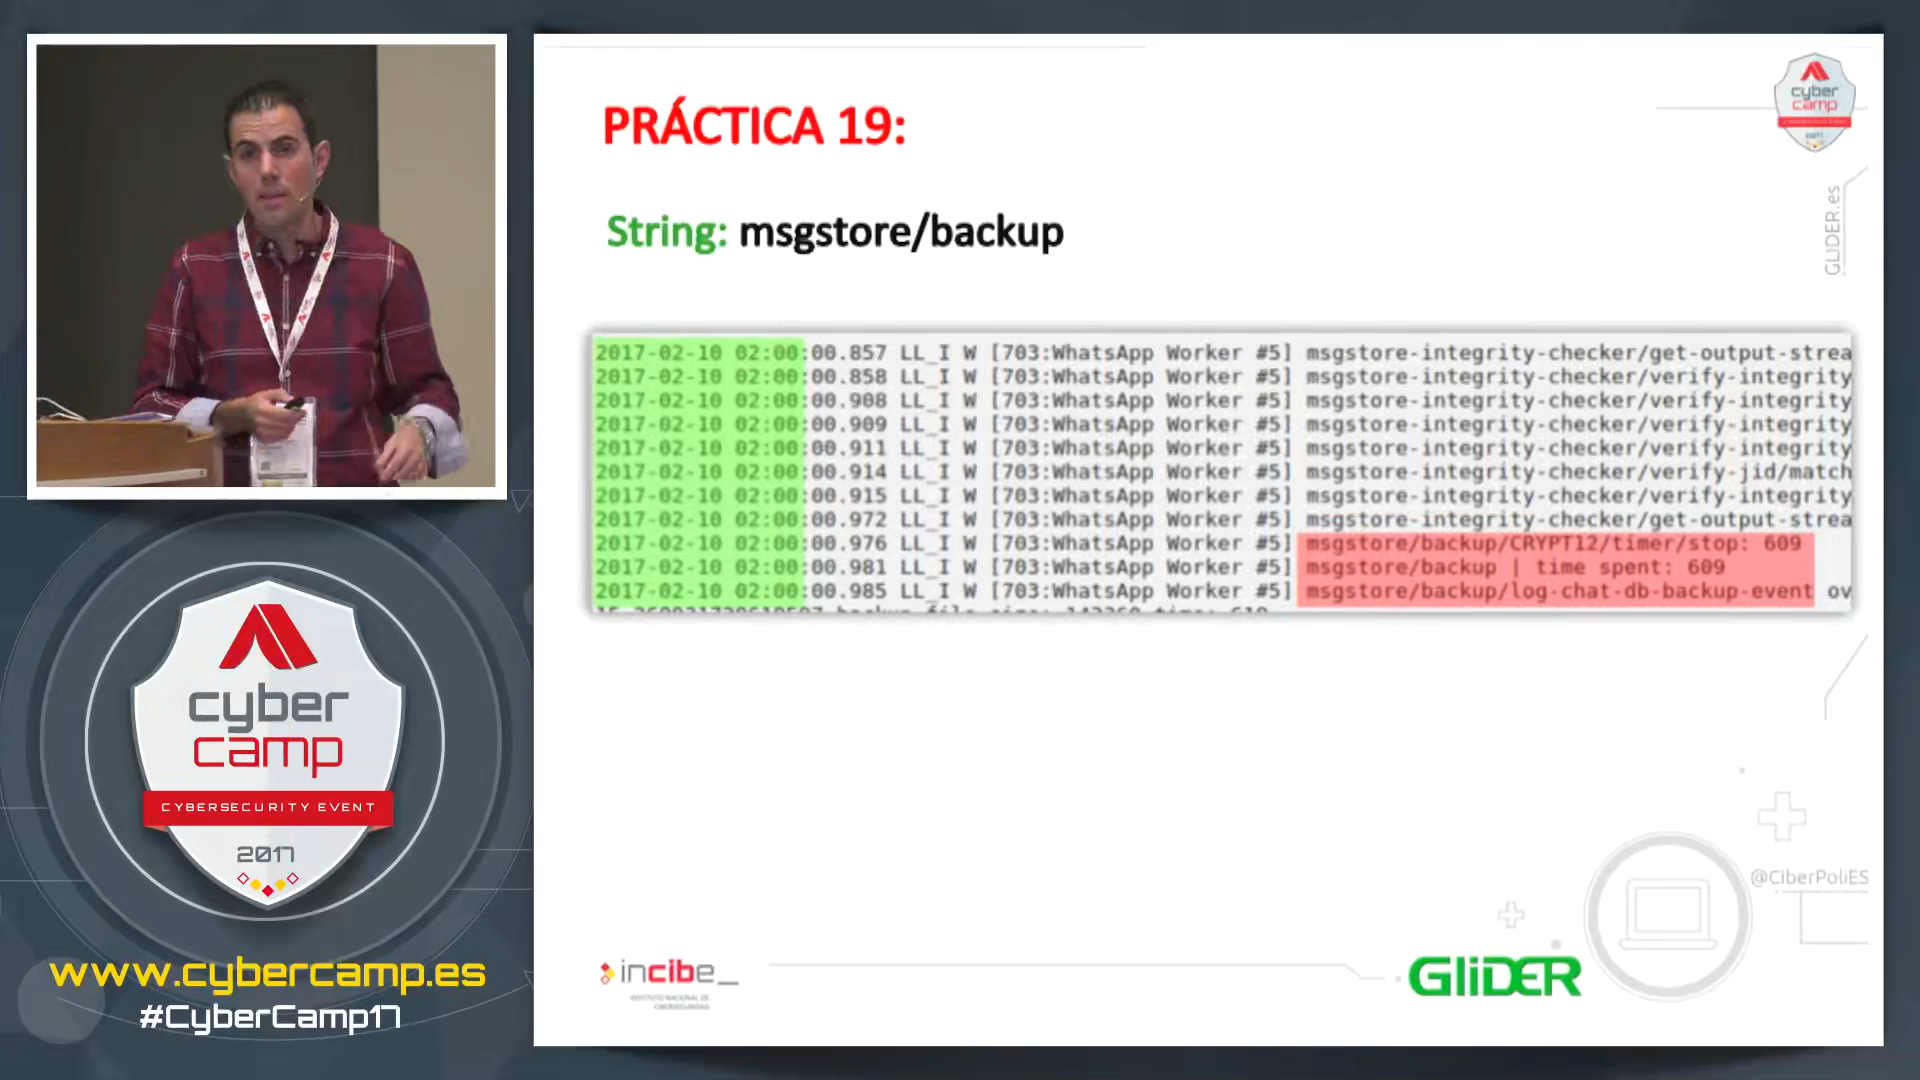 PRÁCTICA 19:
String: msgstore/backup
2017-02-10 02:00:00.857 LL_I W [703:WhatsApp Worker #5] msgstore-integrity-checker/get-output-strea
2017-02-10 02:00:00.858 LL_I W [703:WhatsApp Worker #5] msgstore-integrity-checker/verify-integrity
2017-02-10 02:00:00.908 LL_I W [703:WhatsApp Worker #5] msgstore-integrity-checker/verify-integrity
2017-02-10 02:00:00.909 LL_I W [703:WhatsApp Worker #5] msgstore-integrity-checker/verify-integrity
2017-02-10 02:00:00.911 LL_I W [703:WhatsApp Worker #5] msgstore-integrity-checker/verify-integrity
2017-02-10 02:00:00.914 LL_I W [703:WhatsApp Worker #5] msgstore-integrity-checker/verify-jid/match
2017-02-10 02:00:00.915 LL_I W [703:WhatsApp Worker #5] msgstore-integrity-checker/verify-integrity
2017-02-10 02:00:00.972 LL_I W [703:WhatsApp Worker #5] msgstore-integrity-checker/get-output-strea
2017-02-10 02:00:00.976 LL_I W [703:WhatsApp Worker #5] msgstore/backup/CRYPT12/timer/stop: 609
2017-02-10 02:00:00.981 LL_I W [703:WhatsApp Worker #5] msgstore/backup | time spent: 609
2017-02-10 02:00:00.985 LL_I W [703:WhatsApp Worker #5] msgstore/backup/log-chat-db-backup-event ov
cyber
camp
GLIDER.es
@CiberPoliES
incibe_
INSTITUTO NACIONAL DE
CIBERSEGURIDAD
GLIDER
cyber
camp
CYBERSECURITY EVENT
2017
www.cybercamp.es
#CyberCamp17